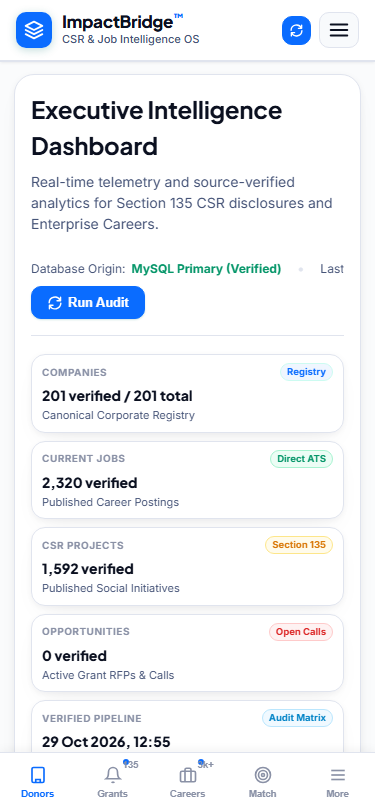 ImpactBridge™
CSR & Job Intelligence OS
Executive Intelligence
Dashboard
Real-time telemetry and source-verified
analytics for Section 135 CSR disclosures and
Enterprise Careers.
Database Origin: MySQL Primary (Verified) • Last
Run Audit
COMPANIES
Registry
201 verified / 201 total
Canonical Corporate Registry
CURRENT JOBS
Direct ATS
2,320 verified
Published Career Postings
CSR PROJECTS
Section 135
1,592 verified
Published Social Initiatives
OPPORTUNITIES
Open Calls
0 verified
Active Grant RFPs & Calls
VERIFIED PIPELINE
Audit Matrix
29 Oct 2026, 12:55
Donors
Grants
Careers
Match
More